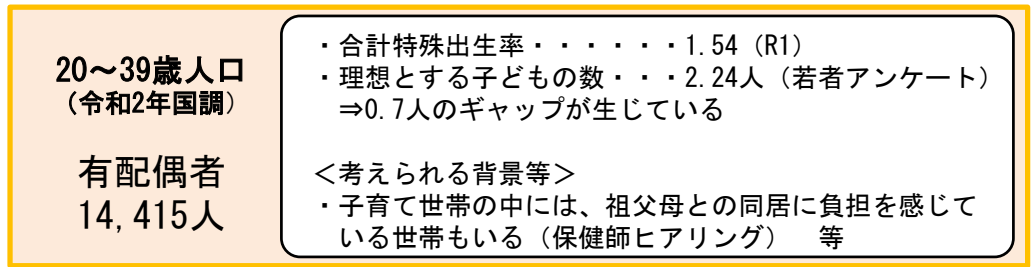 20～39歳人口
（令和2年国調）
有配偶者
14,415人
・合計特殊出生率・・・・・・1.54（R1）
・理想とする子どもの数・・・2.24人（若者アンケート）
⇒0.7人のギャップが生じている
＜考えられる背景等＞
・子育て世帯の中には、祖父母との同居に負担を感じて
いる世帯もいる（保健師ヒアリング）　等